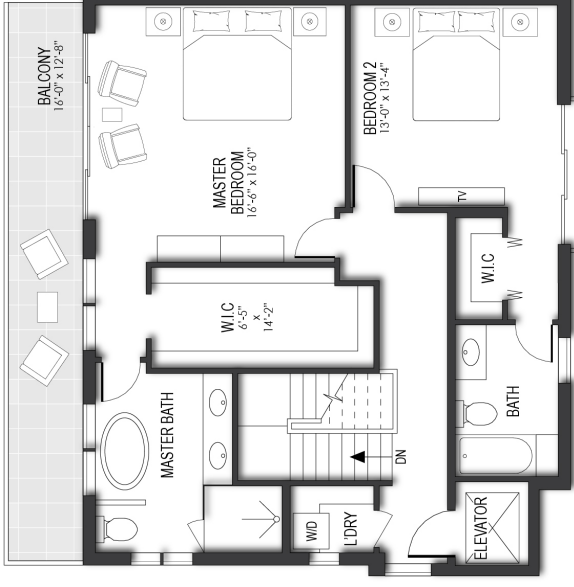 BALCONY
16'-0" x 12'-8"
MASTER
BEDROOM
16'-6" x 16'-0"
BEDROOM 2
13'-0" x 13'-4"
TV
W.I.C
6'-5"
x
14'-2"
W.I.C
MASTER BATH
BATH
DN
W/D
L'DRY
ELEVATOR